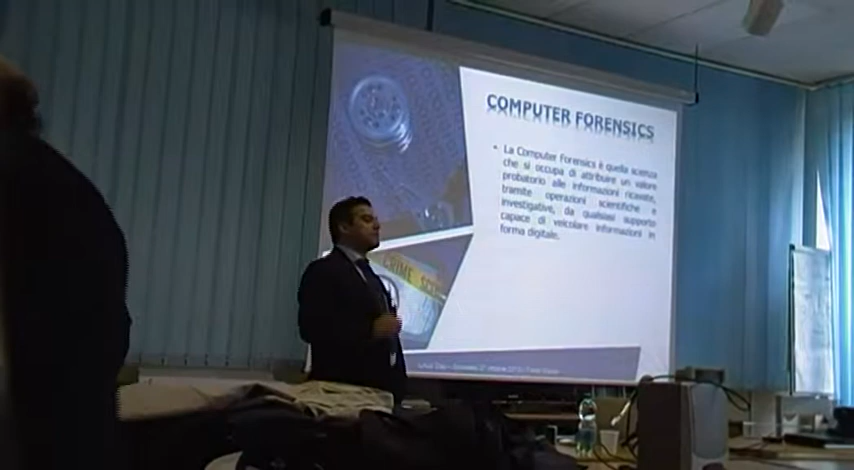 COMPUTER FORENSICS
• La Computer Forensics è quella scienza
che si occupa di attribuire un valore
probatorio alle informazioni ricavate,
tramite operazioni scientifiche e
investigative, da qualsiasi supporto
capace di veicolare informazioni in
forma digitale.
CRIME